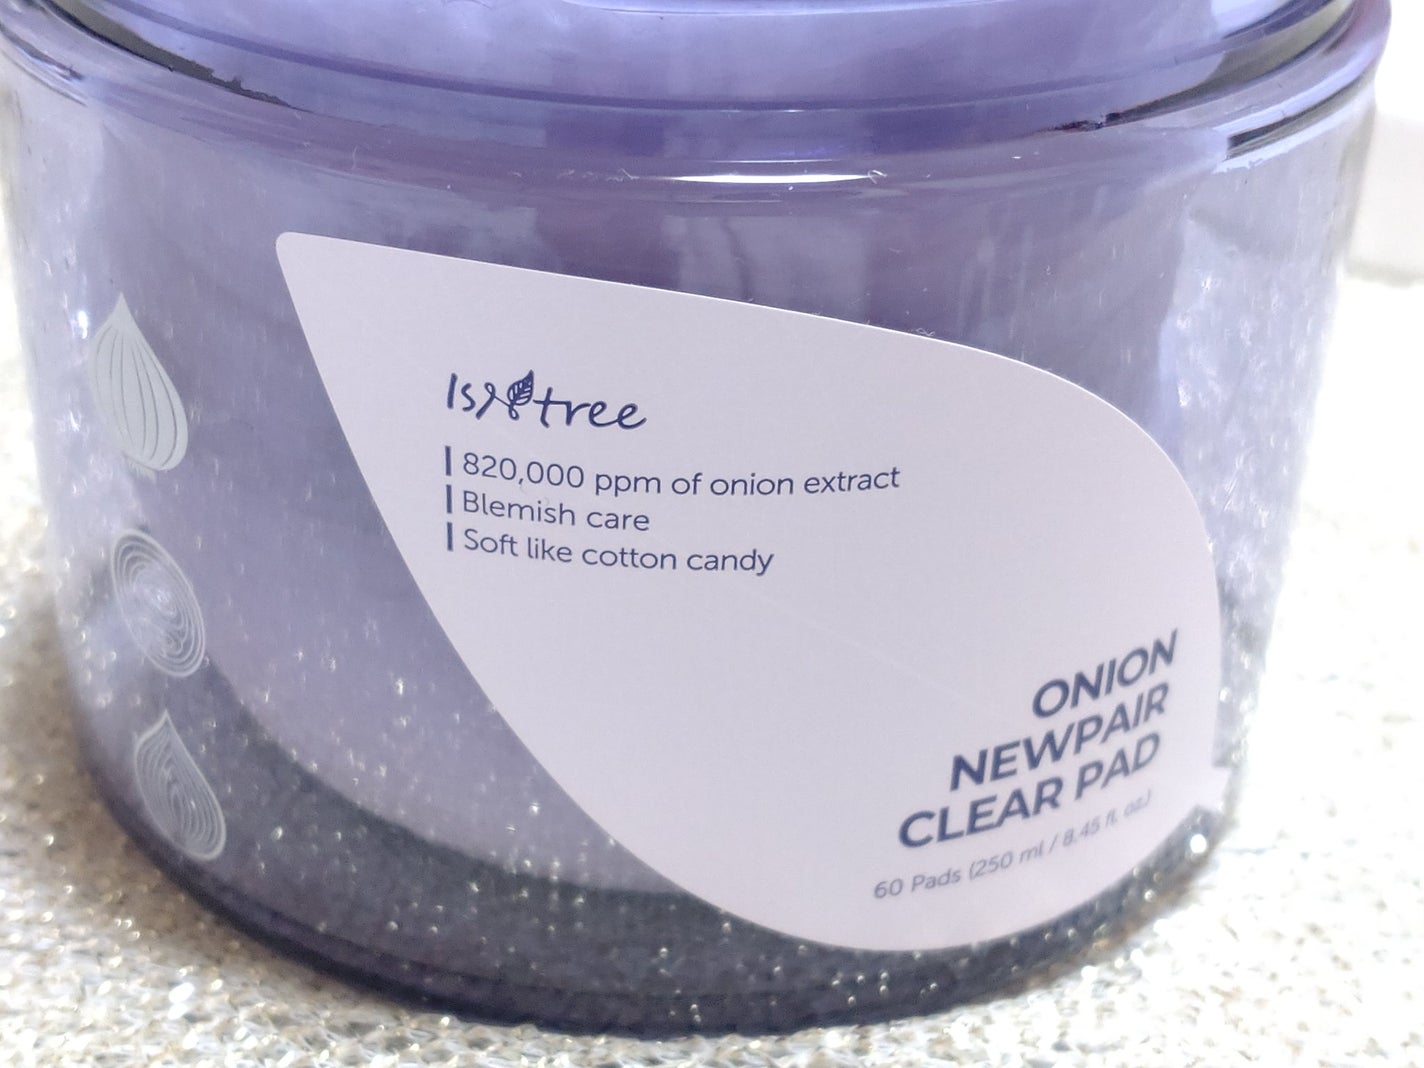 Isntree
820,000 ppm of onion extract
Blemish care
Soft like cotton candy
ONION
NEWPAIR
CLEAR PAD
60 Pads (250 ml / 8.45 fl. oz.)